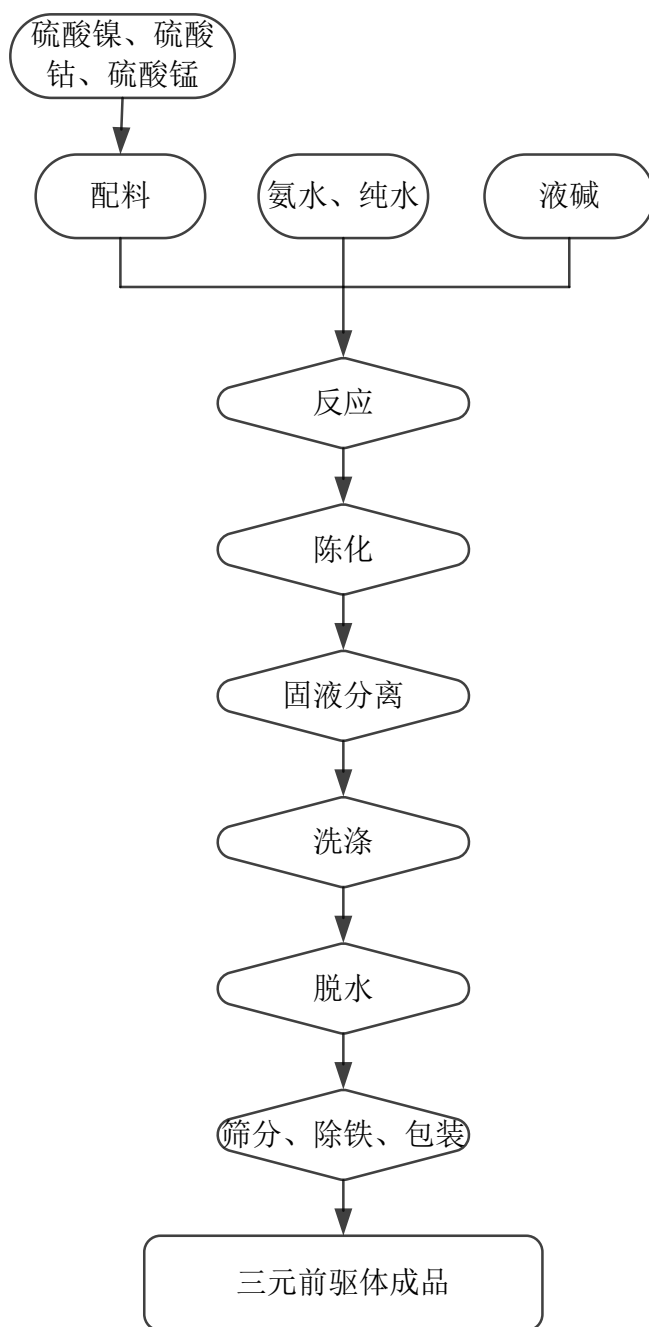 硫酸镍、硫酸
钴、硫酸锰
配料
氨水、纯水
液碱
反应
陈化
固液分离
洗涤
脱水
筛分、除铁、包装
三元前驱体成品